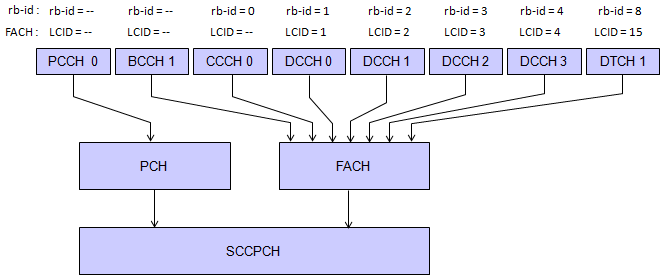 rb-id : rb-id = -- rb-id = -- rb-id = 0 rb-id = 1 rb-id = 2 rb-id = 3 rb-id = 4 rb-id = 8
FACH : LCID = -- LCID = -- LCID = -- LCID = 1 LCID = 2 LCID = 3 LCID = 4 LCID = 15
PCCH 0 BCCH 1 CCCH 0 DCCH 0 DCCH 1 DCCH 2 DCCH 3 DTCH 1
PCH FACH
SCCPCH